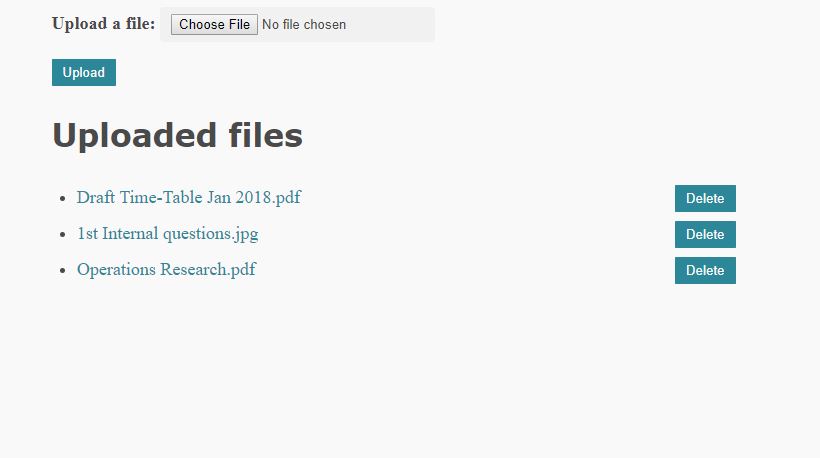 Upload a file: Choose File No file chosen
Upload
Uploaded files
Draft Time-Table Jan 2018.pdf Delete
1st Internal questions.jpg Delete
Operations Research.pdf Delete